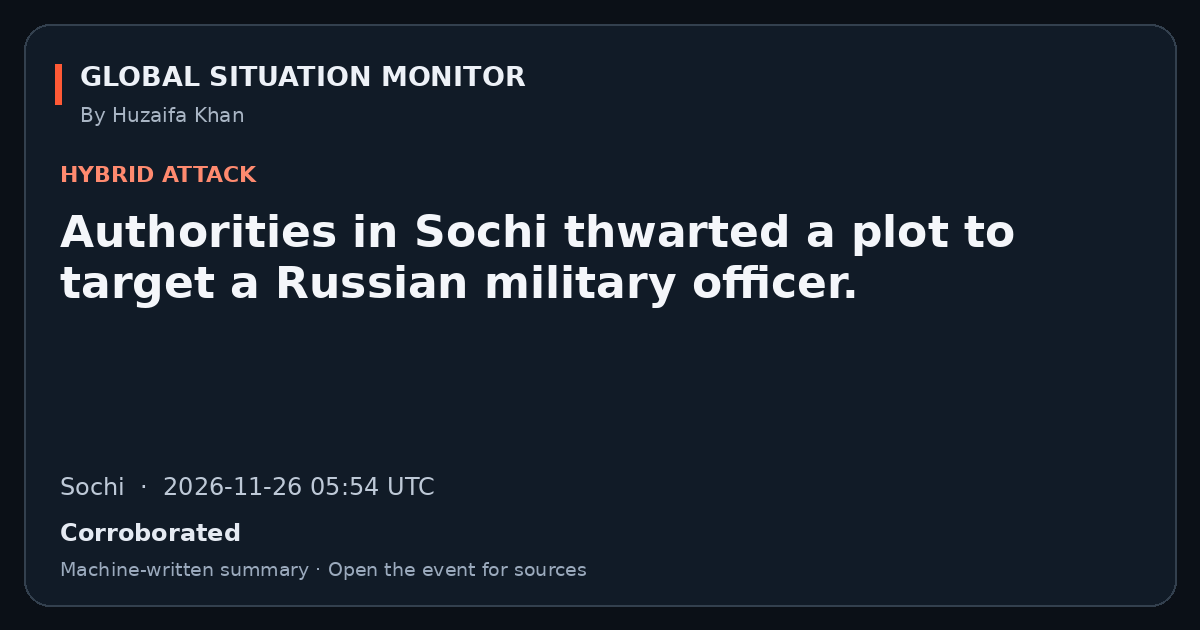 GLOBAL SITUATION MONITOR
By Huzaifa Khan
HYBRID ATTACK
Authorities in Sochi thwarted a plot to
target a Russian military officer.
Sochi · 2026-11-26 05:54 UTC
Corroborated
Machine-written summary · Open the event for sources